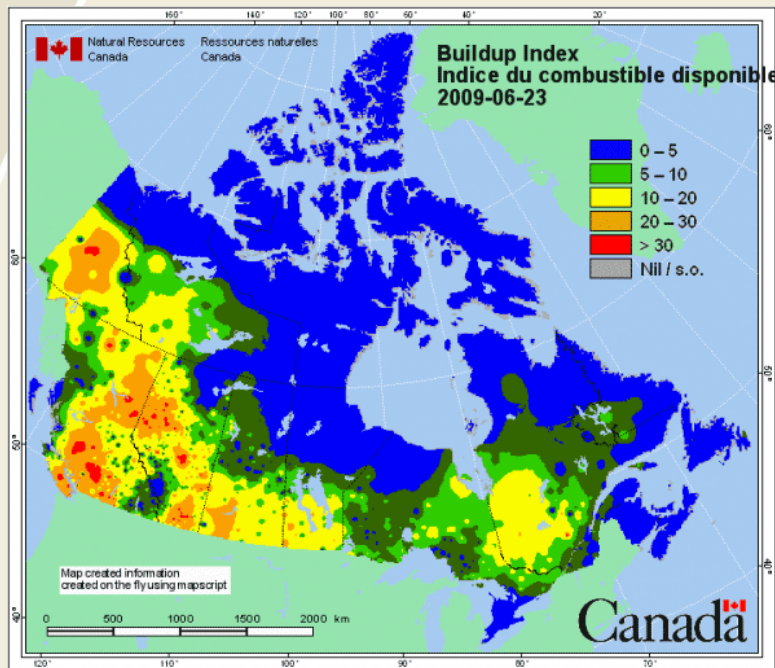 160° 140° 120° 100° 80° 60° 40° 20°
Natural Resources Ressources naturelles
Canada Canada
Buildup Index
Indice du combustible disponible
2009-06-23
0 – 5
5 – 10
10 – 20
20 – 30
> 30
Nil / s.o.
60°
60°
50°
50°
40°
40°
Map created information
created on the fly using mapscript
0 500 1000 1500 2000 km
Canada
120° 110° 100° 90° 80° 70°